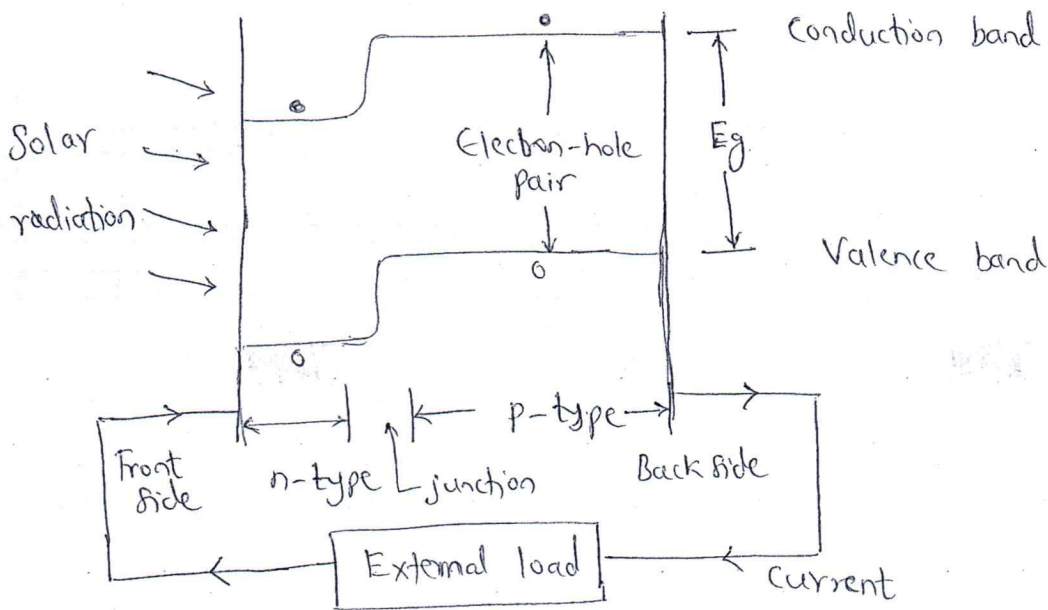 Conduction band
Solar
radiation
Electron-hole
pair
Eg
Valence band
Front
side
n-type
junction
p-type
Back side
External load
Current